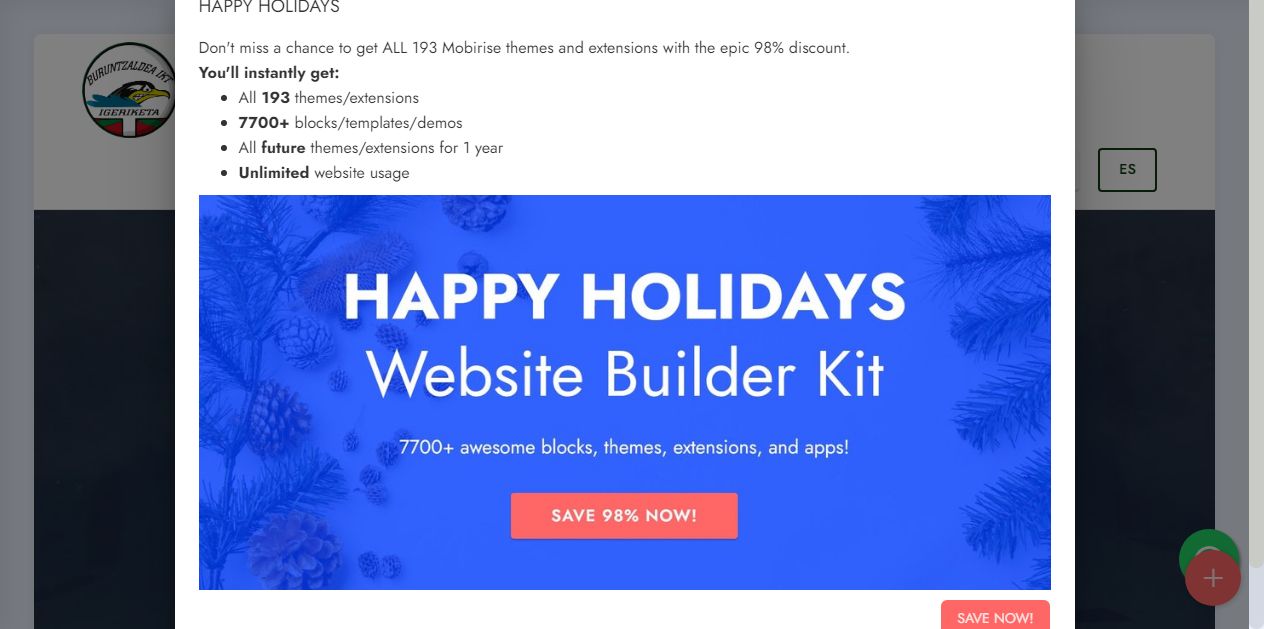 HAPPY HOLIDAYS
Don't miss a chance to get ALL 193 Mobirise themes and extensions with the epic 98% discount.
You'll instantly get:
All 193 themes/extensions
7700+ blocks/templates/demos
All future themes/extensions for 1 year
Unlimited website usage
BURUNTZALDEA IKT
IGERIKETA
ES
HAPPY HOLIDAYS
Website Builder Kit
7700+ awesome blocks, themes, extensions, and apps!
SAVE 98% NOW!
SAVE NOW!